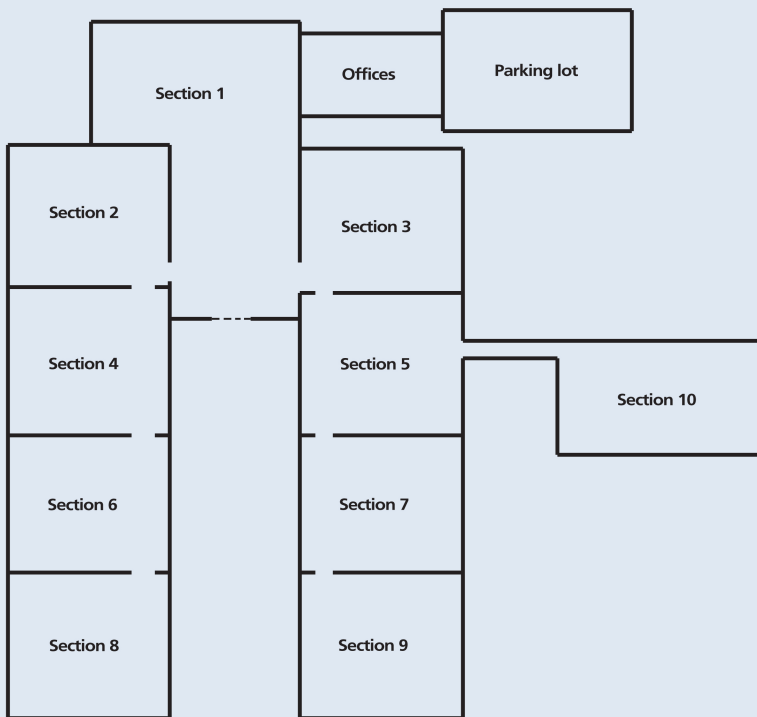 Section 1
Offices
Parking lot
Section 2
Section 3
Section 4
Section 5
Section 10
Section 6
Section 7
Section 8
Section 9